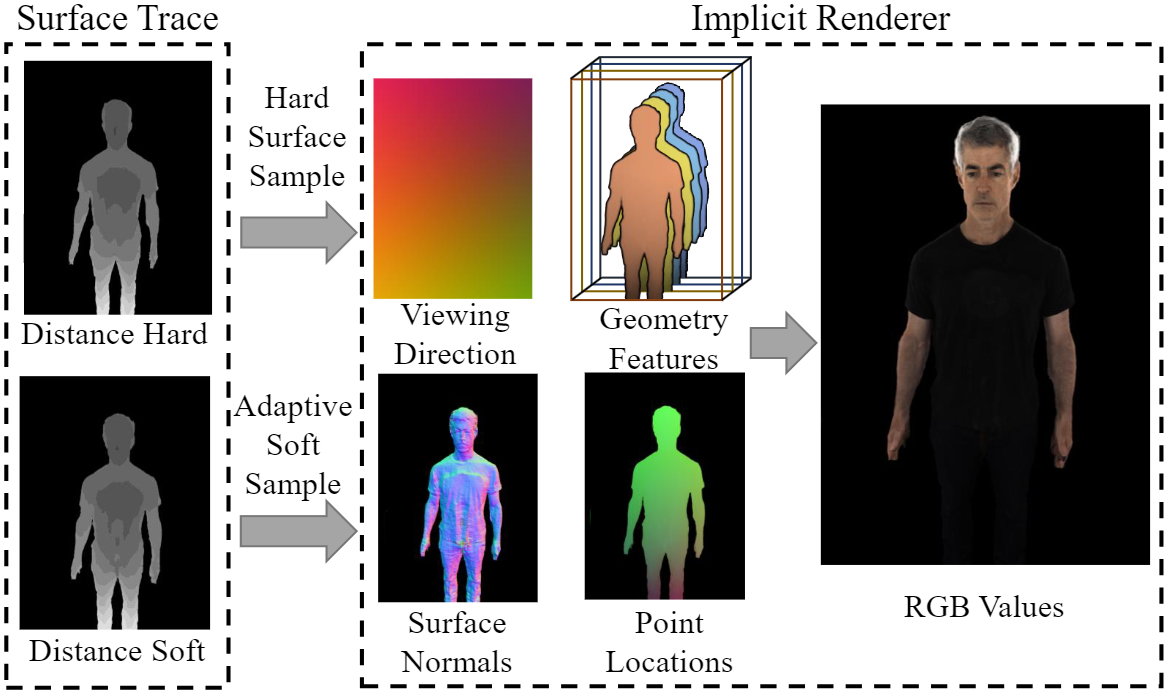 Surface Trace
Implicit Renderer
Distance Hard
Distance Soft
Hard
Surface
Sample
Adaptive
Soft
Sample
Viewing
Direction
Geometry
Features
Surface
Normals
Point
Locations
RGB Values